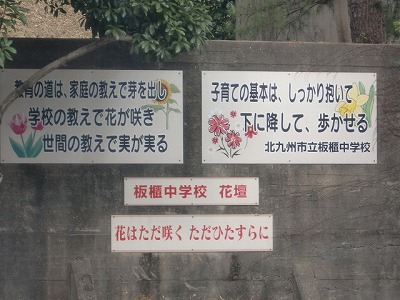 教育の道は、家庭の教えで芽を出し
学校の教えで花が咲き
世間の教えで実が実る
子育ての基本は、しっかり抱いて
下に降して、歩かせる
北九州市立板櫃中学校
板櫃中学校 花壇
花はただ咲く ただひたすらに